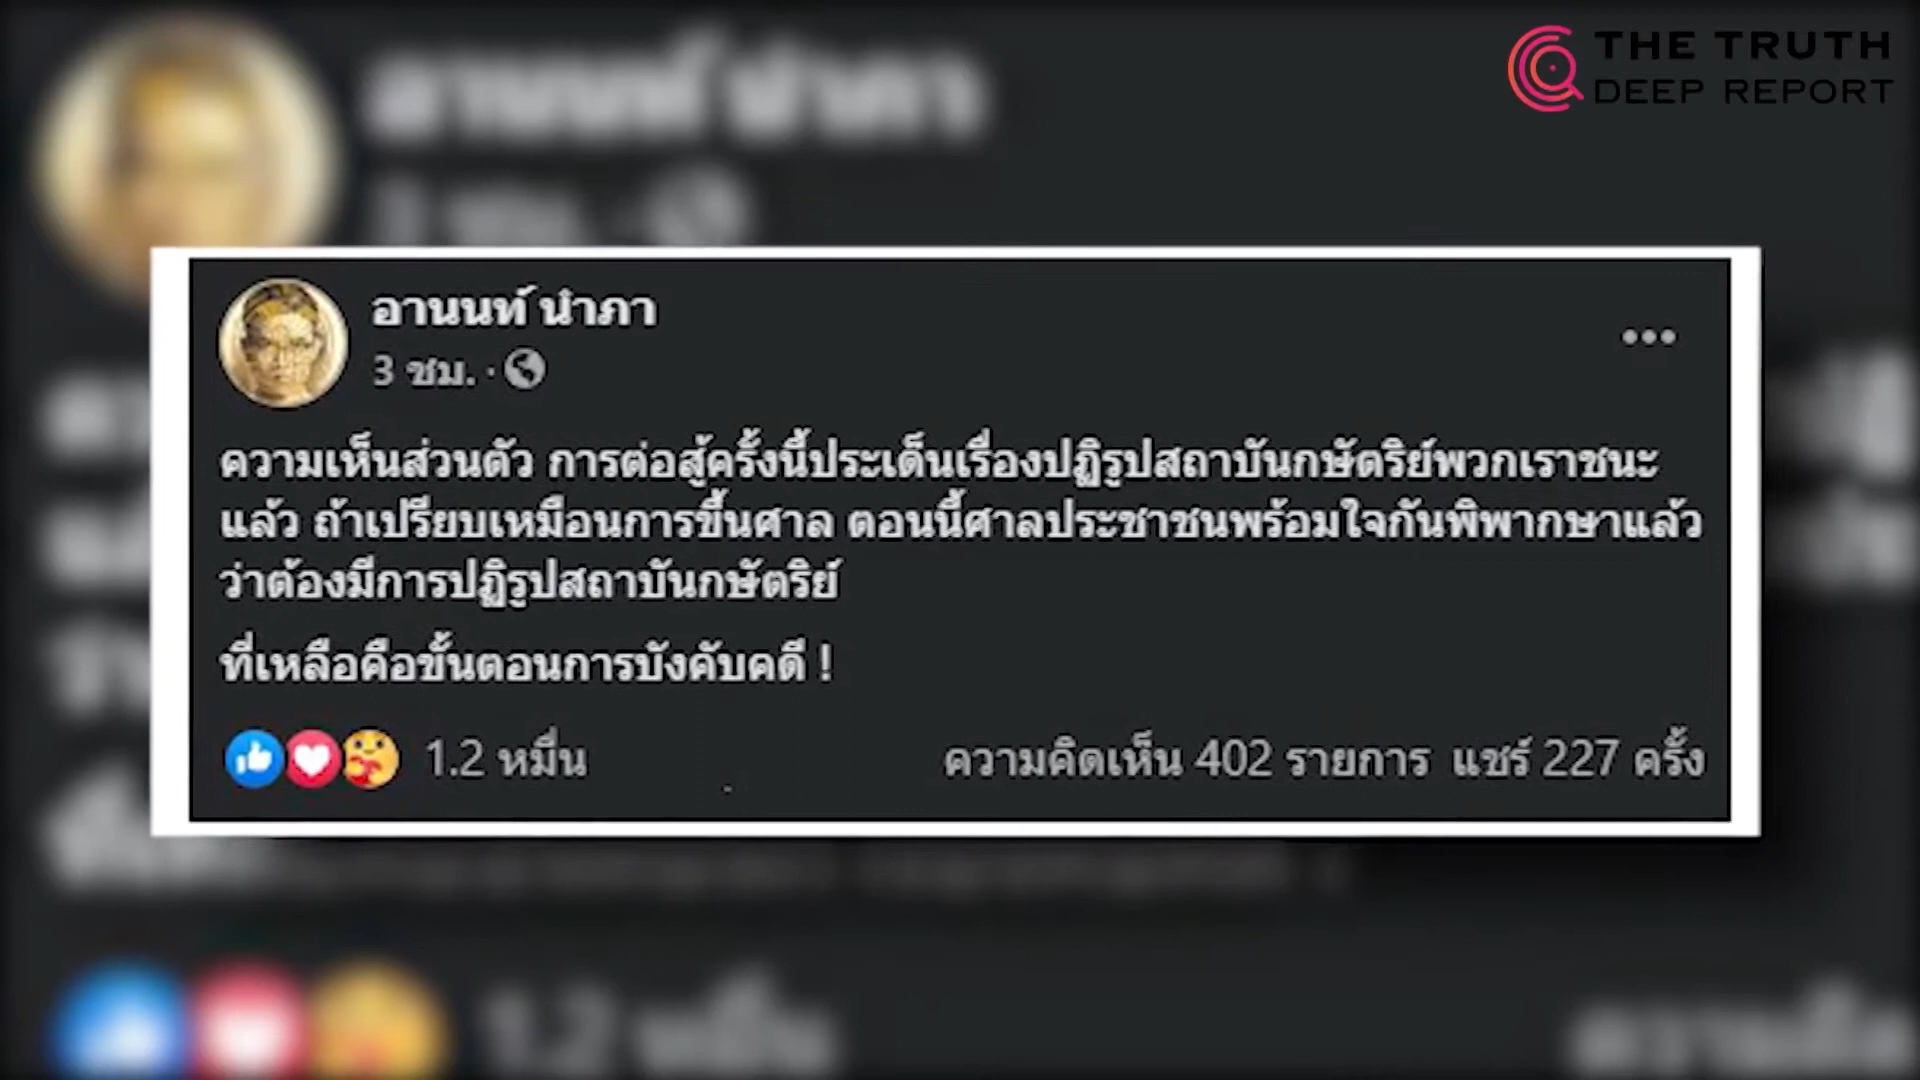 THE TRUTH
DEEP REPORT
อานนท์ นำภา
3 ชม.
ความเห็นส่วนตัว การต่อสู้ครั้งนี้ประเด็นเรื่องปฏิรูปสถาบันกษัตริย์พวกเราชนะ
แล้ว ถ้าเปรียบเหมือนการขึ้นศาล ตอนนี้ศาลประชาชนพร้อมใจกันพิพากษาแล้ว
ว่าต้องมีการปฏิรูปสถาบันกษัตริย์
ที่เหลือคือขั้นตอนการบังคับคดี !
1.2 หมื่น ความคิดเห็น 402 รายการ แชร์ 227 ครั้ง